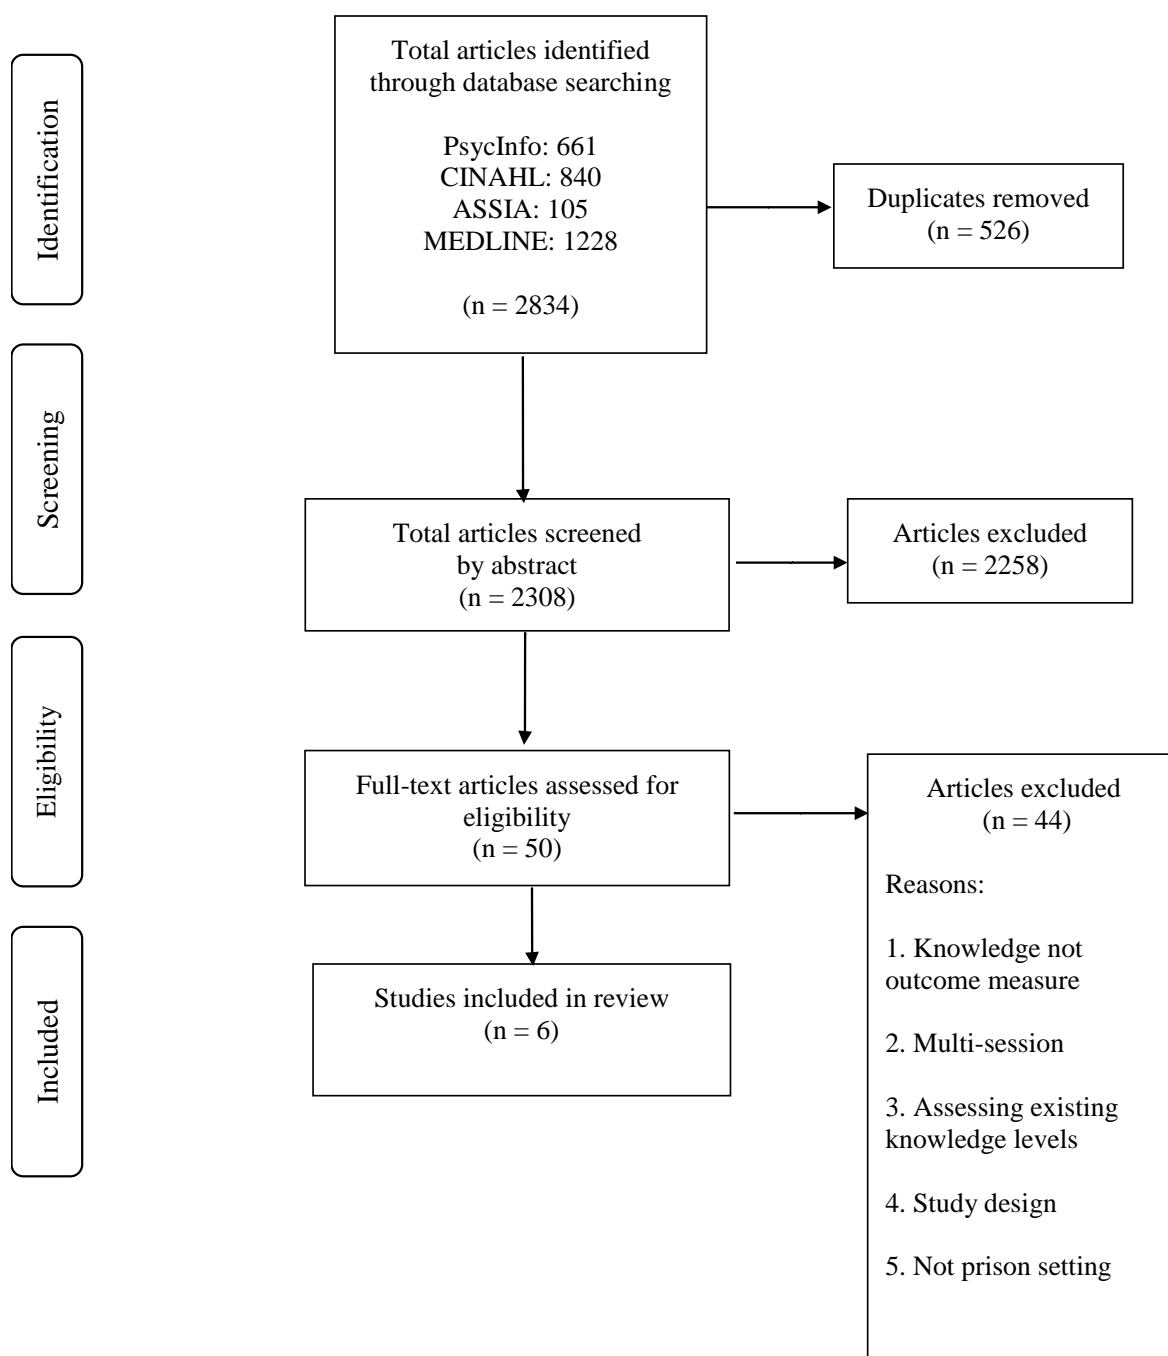 Identification
Total articles identified
through database searching
PsycInfo: 661
CINAHL: 840
ASSIA: 105
MEDLINE: 1228
(n = 2834)
Duplicates removed
(n = 526)
Screening
Total articles screened
by abstract
(n = 2308)
Articles excluded
(n = 2258)
Eligibility
Full-text articles assessed for
eligibility
(n = 50)
Articles excluded
(n = 44)
Reasons:
1. Knowledge not
outcome measure
2. Multi-session
3. Assessing existing
knowledge levels
4. Study design
5. Not prison setting
Included
Studies included in review
(n = 6)